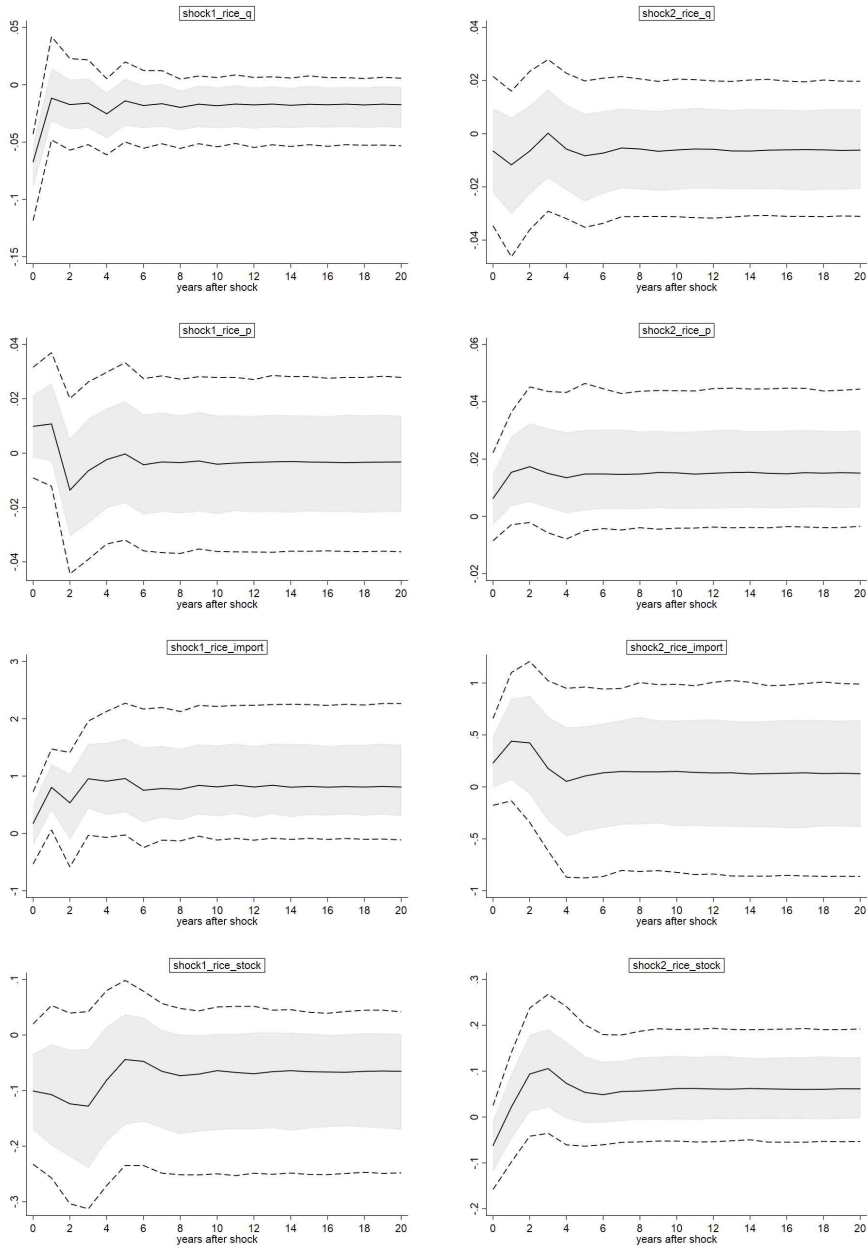 shock1_rice_q
.05
0
-.05
-.1
-.15
0 2 4 6 8 10 12 14 16 18 20
years after shock
shock2_rice_q
.04
.02
0
-.02
-.04
0 2 4 6 8 10 12 14 16 18 20
years after shock
shock1_rice_p
.04
.02
0
-.02
-.04
0 2 4 6 8 10 12 14 16 18 20
years after shock
shock2_rice_p
.06
.04
.02
0
-.02
0 2 4 6 8 10 12 14 16 18 20
years after shock
shock1_rice_import
3
2
1
0
-1
0 2 4 6 8 10 12 14 16 18 20
years after shock
shock2_rice_import
1
.5
0
-.5
-1
0 2 4 6 8 10 12 14 16 18 20
years after shock
shock1_rice_stock
.1
0
-.1
-.2
-.3
0 2 4 6 8 10 12 14 16 18 20
years after shock
shock2_rice_stock
.3
.2
.1
0
-.1
-.2
0 2 4 6 8 10 12 14 16 18 20
years after shock